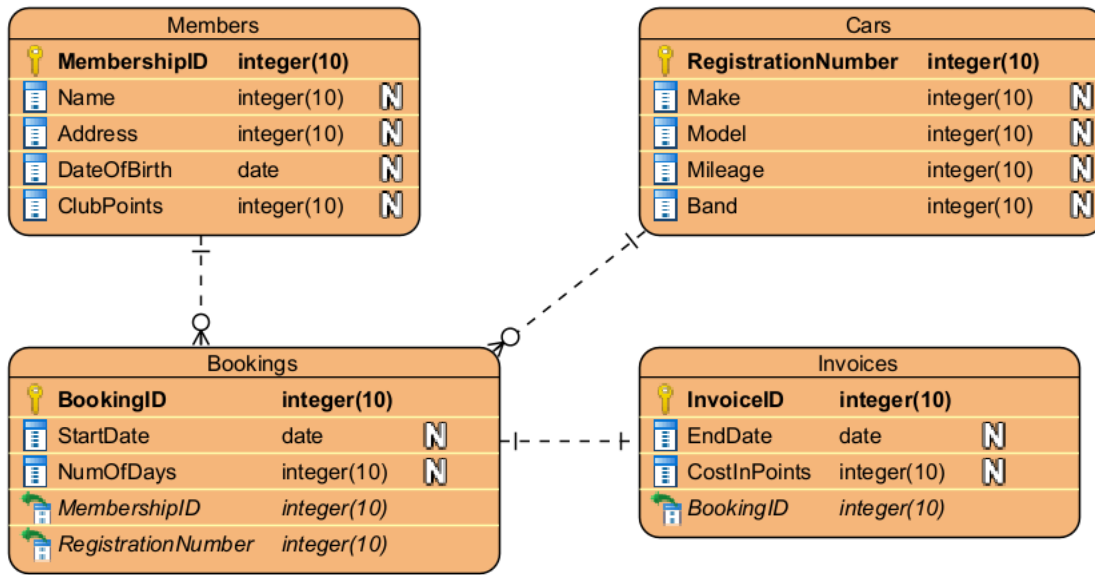 Members
MembershipID integer(10)
Name integer(10) N
Address integer(10) N
DateOfBirth date N
ClubPoints integer(10) N
Cars
RegistrationNumber integer(10)
Make integer(10) N
Model integer(10) N
Mileage integer(10) N
Band integer(10) N
Bookings
BookingID integer(10)
StartDate date N
NumOfDays integer(10) N
MembershipID integer(10)
RegistrationNumber integer(10)
Invoices
InvoiceID integer(10)
EndDate date N
CostInPoints integer(10) N
BookingID integer(10)